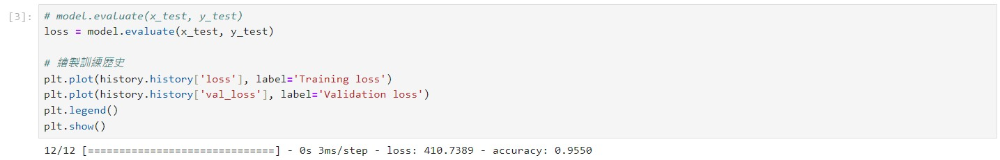 [3]: # model.evaluate(x_test, y_test)
loss = model.evaluate(x_test, y_test)
# 繪製訓練歷史
plt.plot(history.history['loss'], label='Training loss')
plt.plot(history.history['val_loss'], label='Validation loss')
plt.legend()
plt.show()
12/12 [==============================] - 0s 3ms/step - loss: 410.7389 - accuracy: 0.9550